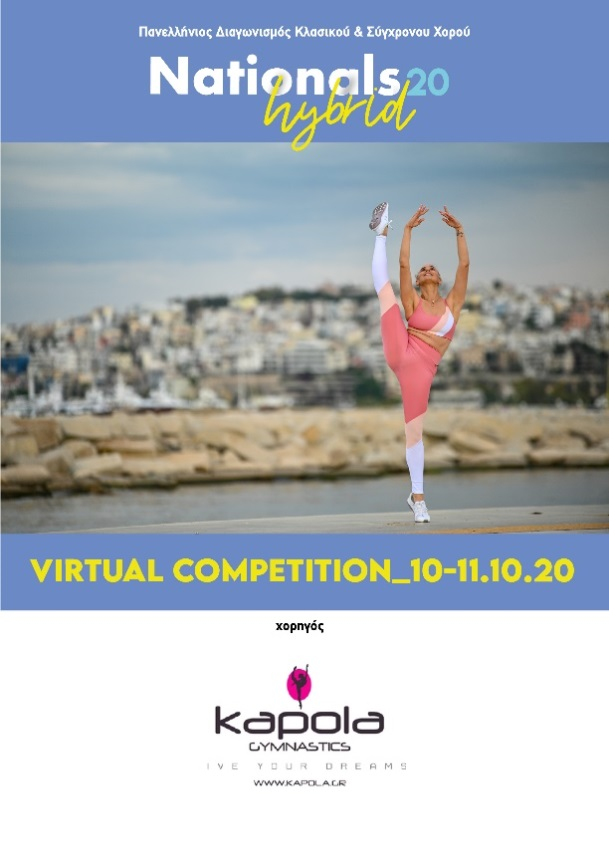 Πανελλήνιος Διαγωνισμός Κλασικού & Σύγχρονου Χορού
Nationals20
hybrid
VIRTUAL COMPETITION_10-11.10.20
χορηγός
kapola
GYMNASTICS
IVE YOUR DREAMS
WWW.KAPOLA.GR